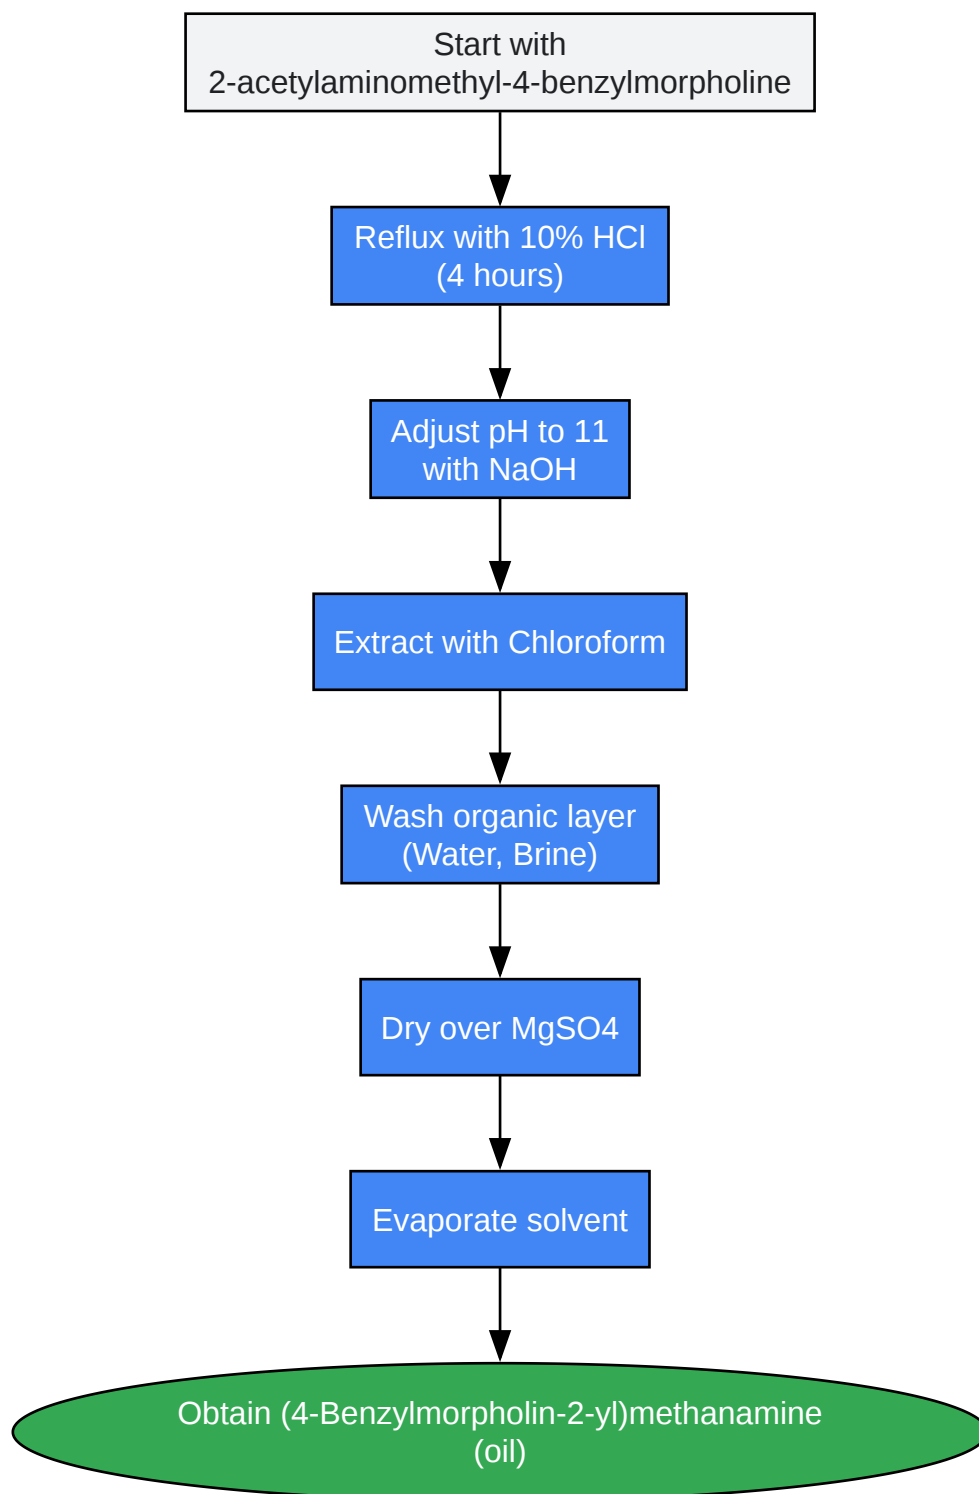 Start with
2-acetylaminomethyl-4-benzylmorpholine
Reflux with 10% HCl
(4 hours)
Adjust pH to 11
with NaOH
Extract with Chloroform
Wash organic layer
(Water, Brine)
Dry over MgSO4
Evaporate solvent
Obtain (4-Benzylmorpholin-2-yl)methanamine
(oil)